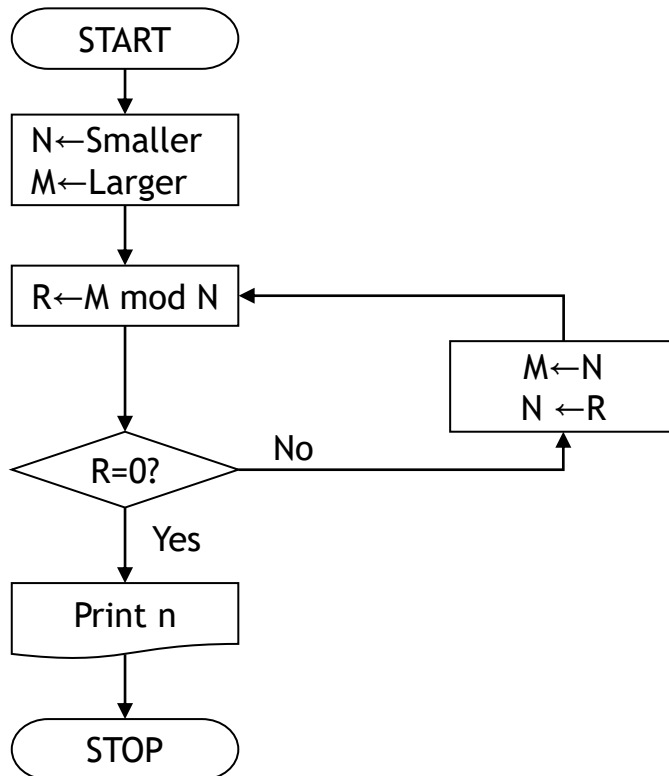 START
N←Smaller
M←Larger
R←M mod N
M←N
N ←R
R=0?
No
Yes
Print n
STOP